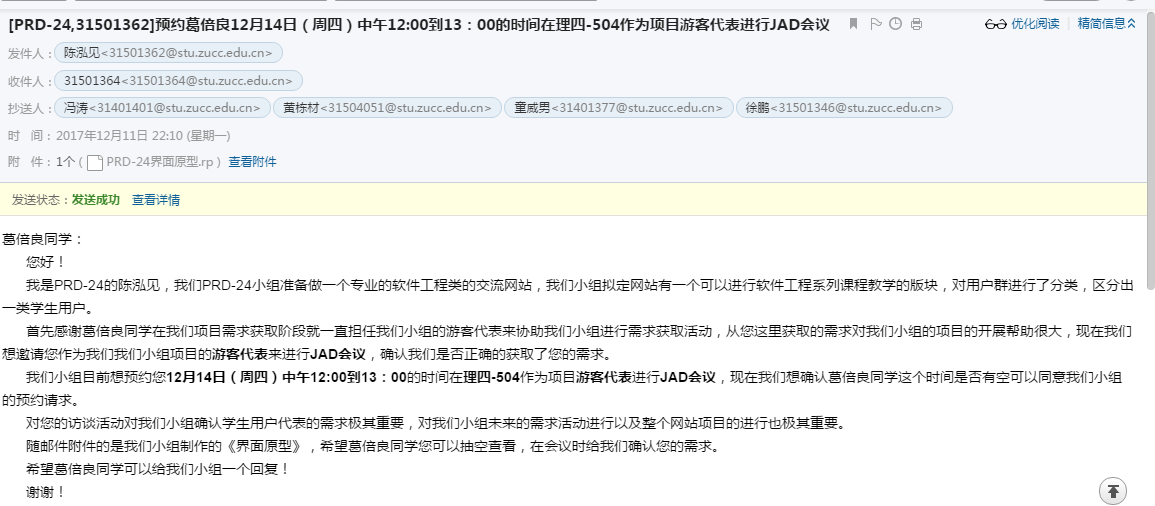 [PRD-24,31501362]预约葛倍良12月14日（周四）中午12:00到13：00的时间在理四-504作为项目游客代表进行JAD会议 优化阅读 精简信息
发件人：陈泓见<31501362@stu.zucc.edu.cn>
收件人：31501364<31501364@stu.zucc.edu.cn>
抄送人：冯涛<31401401@stu.zucc.edu.cn> 黄栋材<31504051@stu.zucc.edu.cn> 童威男<31401377@stu.zucc.edu.cn> 徐鹏<31501346@stu.zucc.edu.cn>
时 间：2017年12月11日 22:10 (星期一)
附 件：1个 ( PRD-24界面原型.rp ) 查看附件
发送状态：发送成功 查看详情
葛倍良同学：
您好！
我是PRD-24的陈泓见，我们PRD-24小组准备做一个专业的软件工程类的交流网站，我们小组拟定网站有一个可以进行软件工程系列课程教学的版块，对用户群进行了分类，区分出
一类学生用户。
首先感谢葛倍良同学在我们项目需求获取阶段就一直担任我们小组的游客代表来协助我们小组进行需求获取活动，从您这里获取的需求对我们小组的项目的开展帮助很大，现在我们
想邀请您作为我们我们小组项目的游客代表来进行JAD会议，确认我们是否正确的获取了您的需求。
我们小组目前想预约您12月14日（周四）中午12:00到13：00的时间在理四-504作为项目游客代表进行JAD会议，现在我们想确认葛倍良同学这个时间是否有空可以同意我们小组
的预约请求。
对您的访谈活动对我们小组确认学生用户代表的需求极其重要，对我们小组未来的需求活动进行以及整个网站项目的进行也极其重要。
随邮件附件的是我们小组制作的《界面原型》，希望葛倍良同学您可以抽空查看，在会议时给我们确认您的需求。
希望葛倍良同学可以给我们小组一个回复！
谢谢！